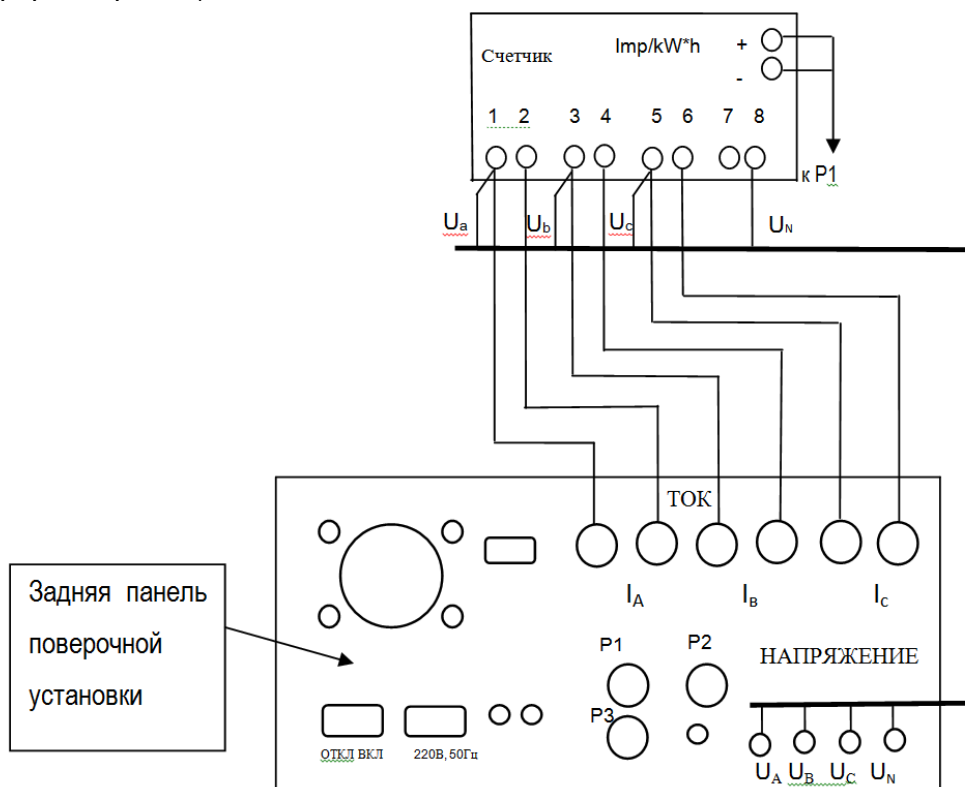 Imp/kW*h +
Счетчик
-
1 2 3 4 5 6 7 8
к P1
Ua Ub Uc UN
ТОК
IA IB IC
Задняя панель
поверочной
установки
P1 P2
НАПРЯЖЕНИЕ
P3
ОТКЛ ВКЛ 220В, 50Гц
UA UB UC UN